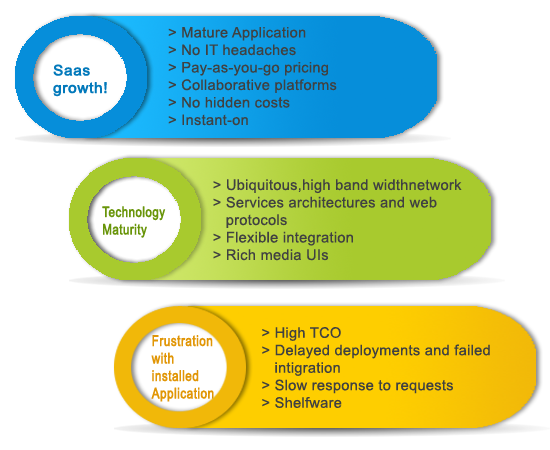 Saas
growth!
> Mature Application
> No IT headaches
> Pay-as-you-go pricing
> Collaborative platforms
> No hidden costs
> Instant-on
Technology
Maturity
> Ubiquitous,high band widthnetwork
> Services architectures and web
protocols
> Flexible integration
> Rich media UIs
Frustration
with
installed
Application
> High TCO
> Delayed deployments and failed
intigration
> Slow response to requests
> Shelfware